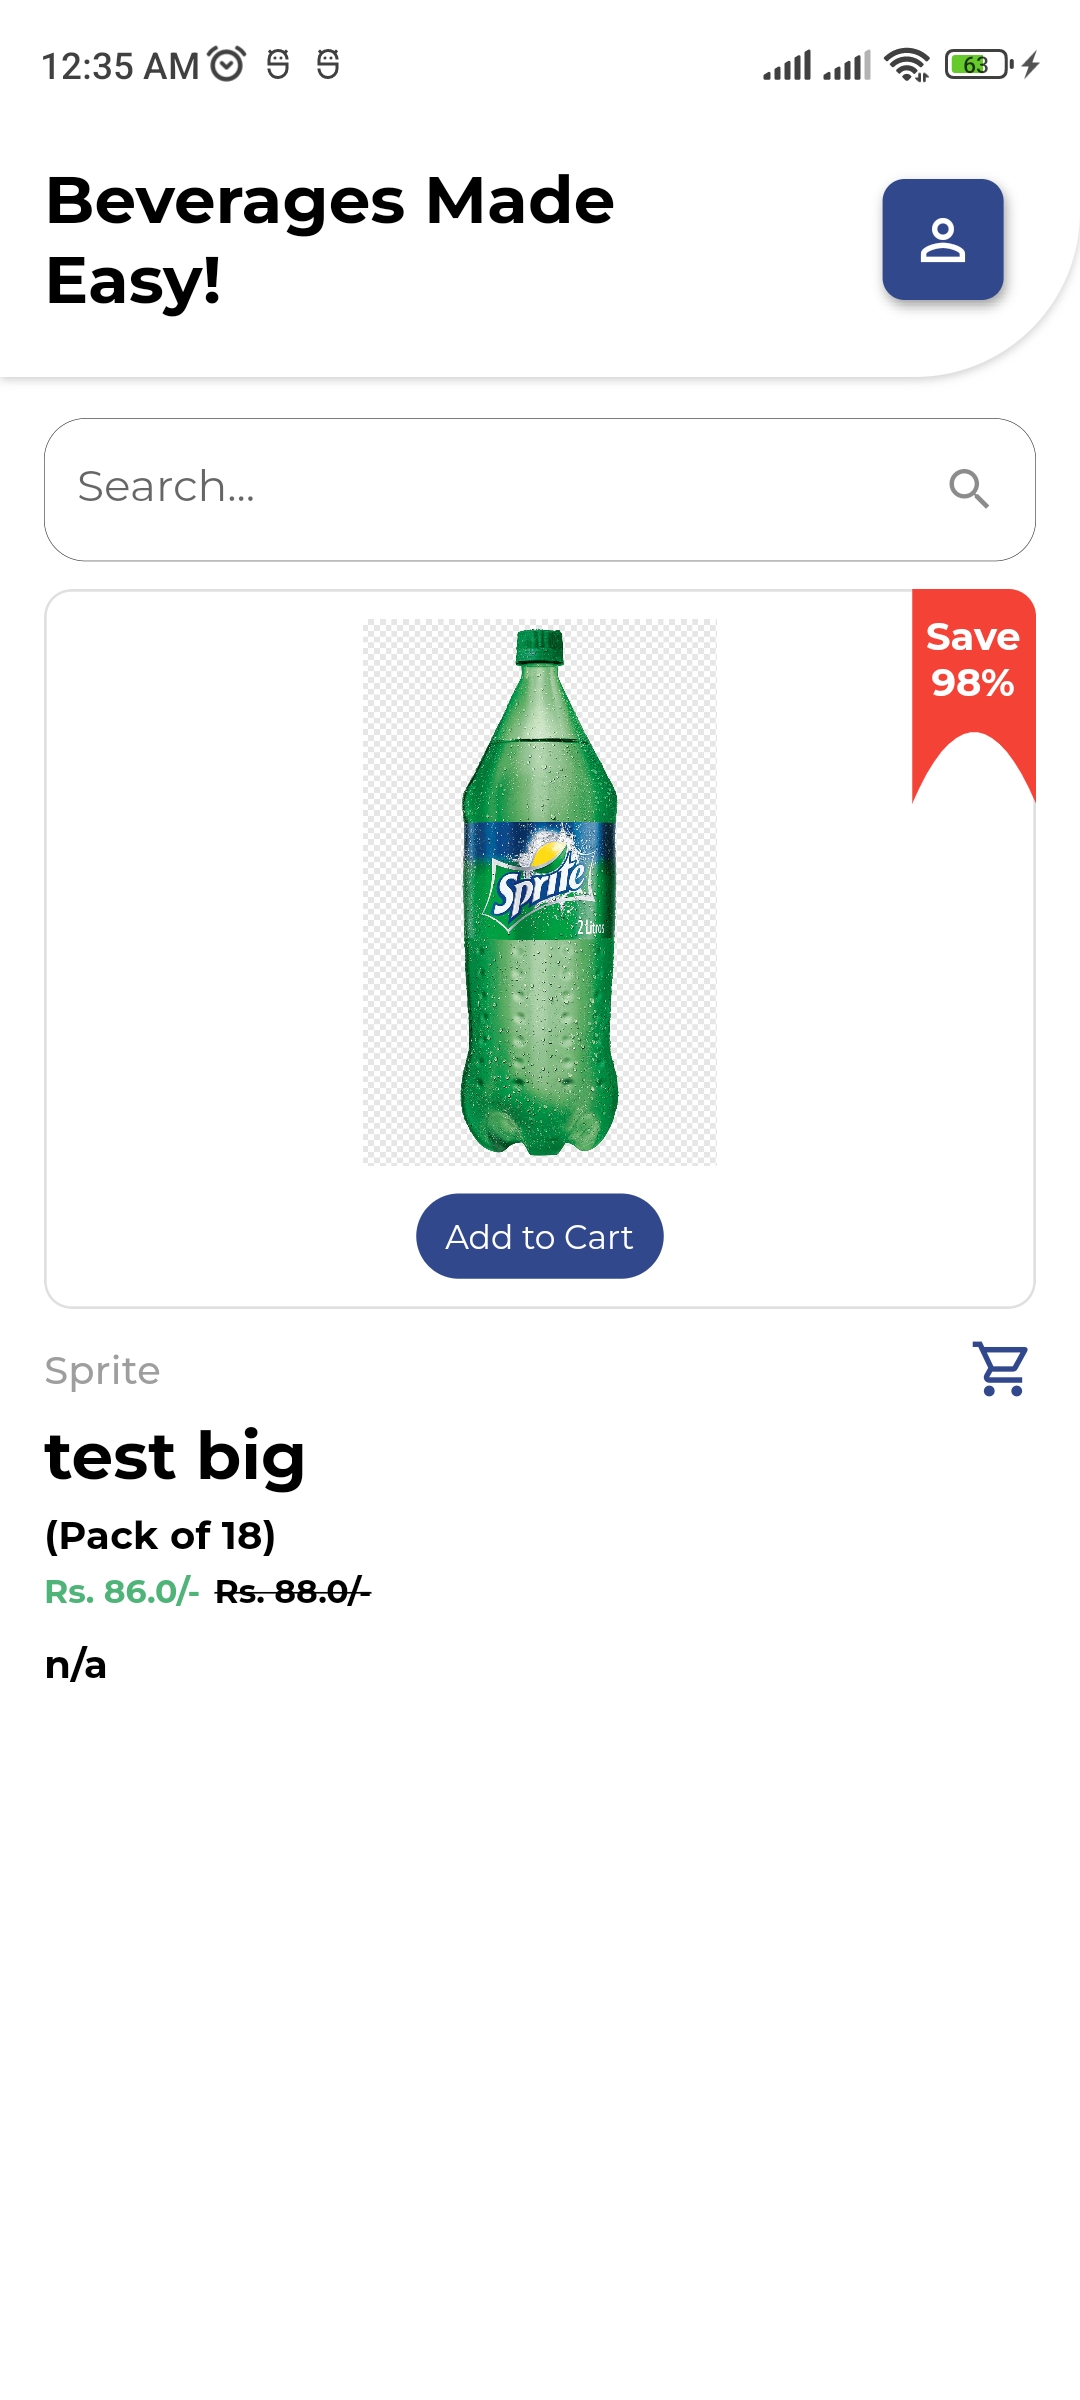 12:35 AM
63
Beverages Made
Easy!
Search...
Save
98%
Sprite
2 Litros
Add to Cart
Sprite
test big
(Pack of 18)
Rs. 86.0/- Rs. 88.0/-
n/a